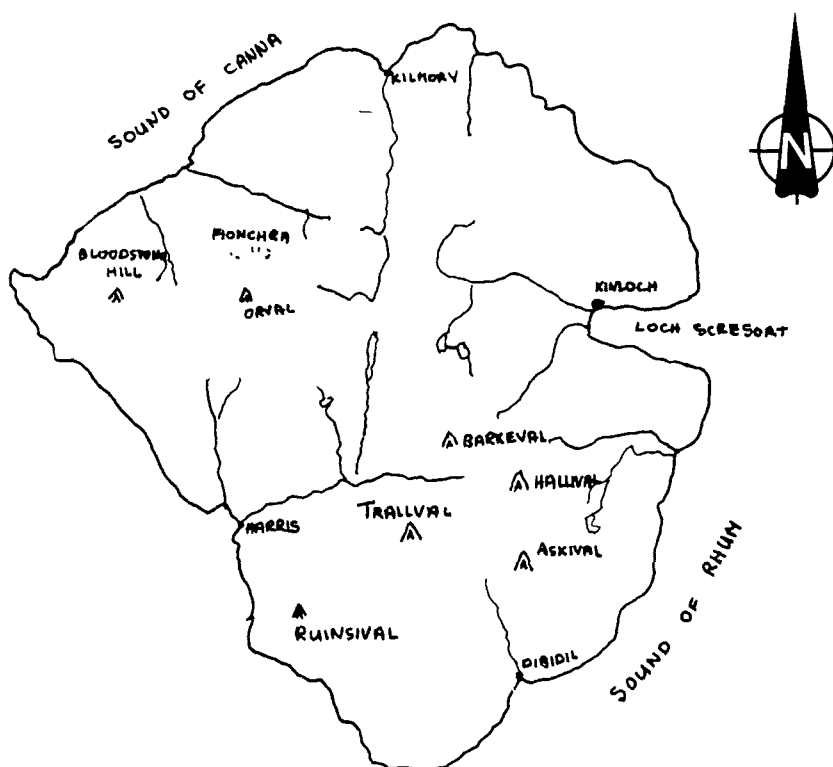 SOUND OF CANNA
KILMORY
N
BLOODSTONE
HILL
FIONCHRA
ORVAL
KINLOCH
LOCH SCRESORT
BARKEVAL
HALLIVAL
TRALLVAL
HARRIS
ASKIVAL
RUINSIVAL
DIBIDIL
SOUND OF RHUM